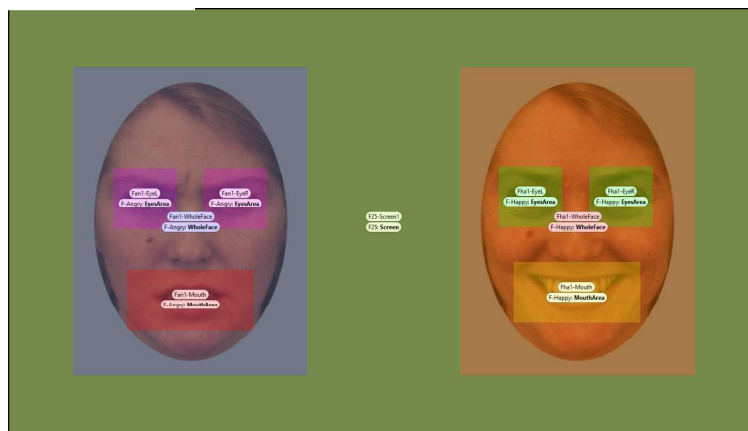 Fan1-EyeL
F-Angry: EyesArea
Fan1-EyeR
F-Angry: EyesArea
Fan1-WholeFace
F-Angry: WholeFace
Fan1-Mouth
F-Angry: MouthArea
F25-Screen1
F25: Screen
Fha1-EyeL
F-Happy: EyesArea
Fha1-EyeR
F-Happy: EyesArea
Fha1-WholeFace
F-Happy: WholeFace
Fha1-Mouth
F-Happy: MouthArea